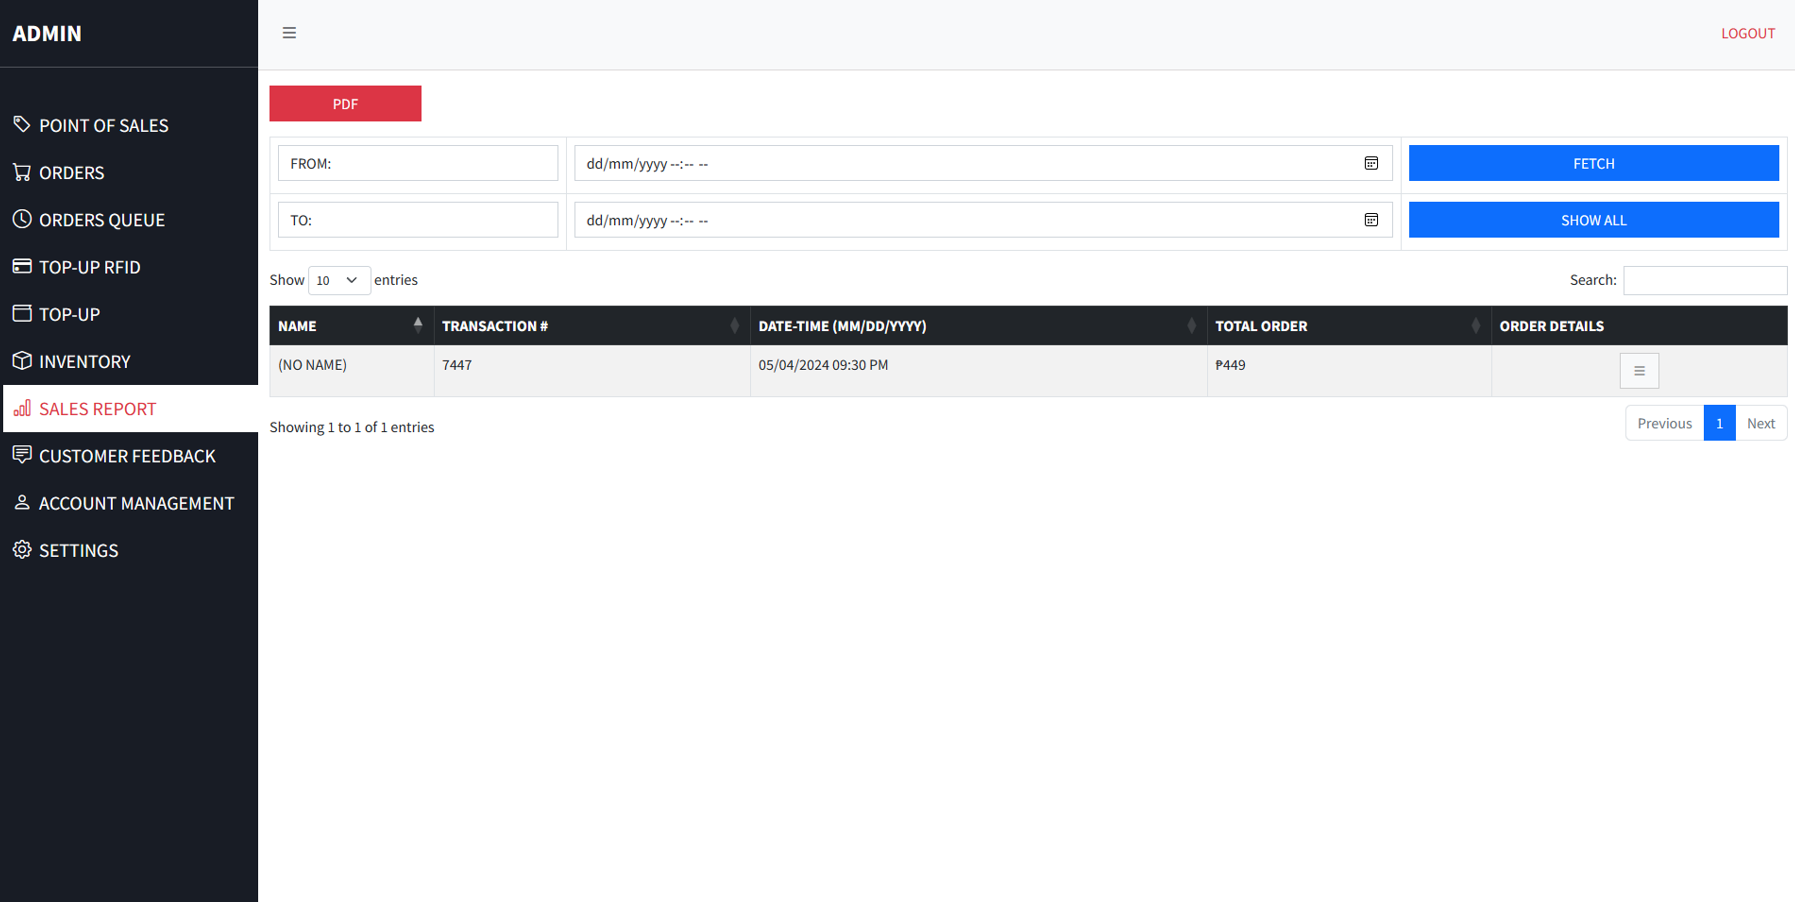 ADMIN
LOGOUT
POINT OF SALES
ORDERS
ORDERS QUEUE
TOP-UP RFID
TOP-UP
INVENTORY
SALES REPORT
CUSTOMER FEEDBACK
ACCOUNT MANAGEMENT
SETTINGS
PDF
FROM: dd/mm/yyyy --:-- -- FETCH
TO: dd/mm/yyyy --:-- -- SHOW ALL
Show 10 entries Search:
NAME TRANSACTION # DATE-TIME (MM/DD/YYYY) TOTAL ORDER ORDER DETAILS
(NO NAME) 7447 05/04/2024 09:30 PM ₱449
Showing 1 to 1 of 1 entries Previous 1 Next